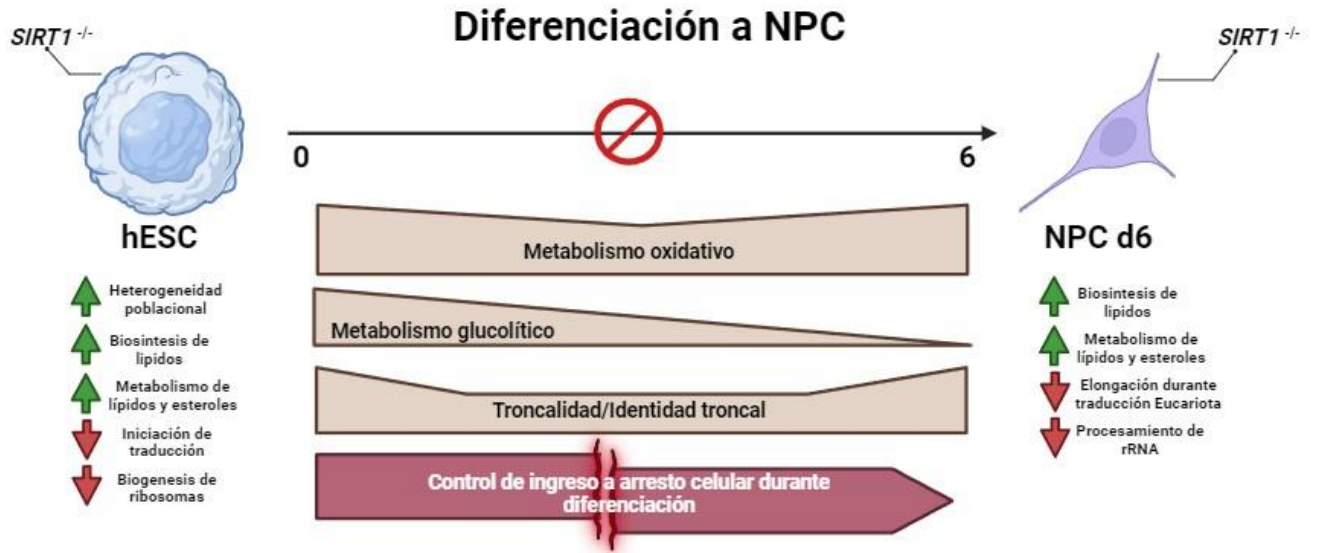 Diferenciación a NPC
SIRT1 -/-
SIRT1 -/-
0
6
hESC
Heterogeneidad
poblacional
Biosintesis de
lipidos
Metabolismo de
lípidos y esteroles
Iniciación de
traducción
Biogenesis de
ribosomas
Metabolismo oxidativo
Metabolismo glucolítico
Troncalidad/Identidad troncal
Control de ingreso a arresto celular durante
diferenciación
NPC d6
Biosintesis de
lipidos
Metabolismo de
lípidos y esteroles
Elongación durante
traducción Eucariota
Procesamiento de
rRNA